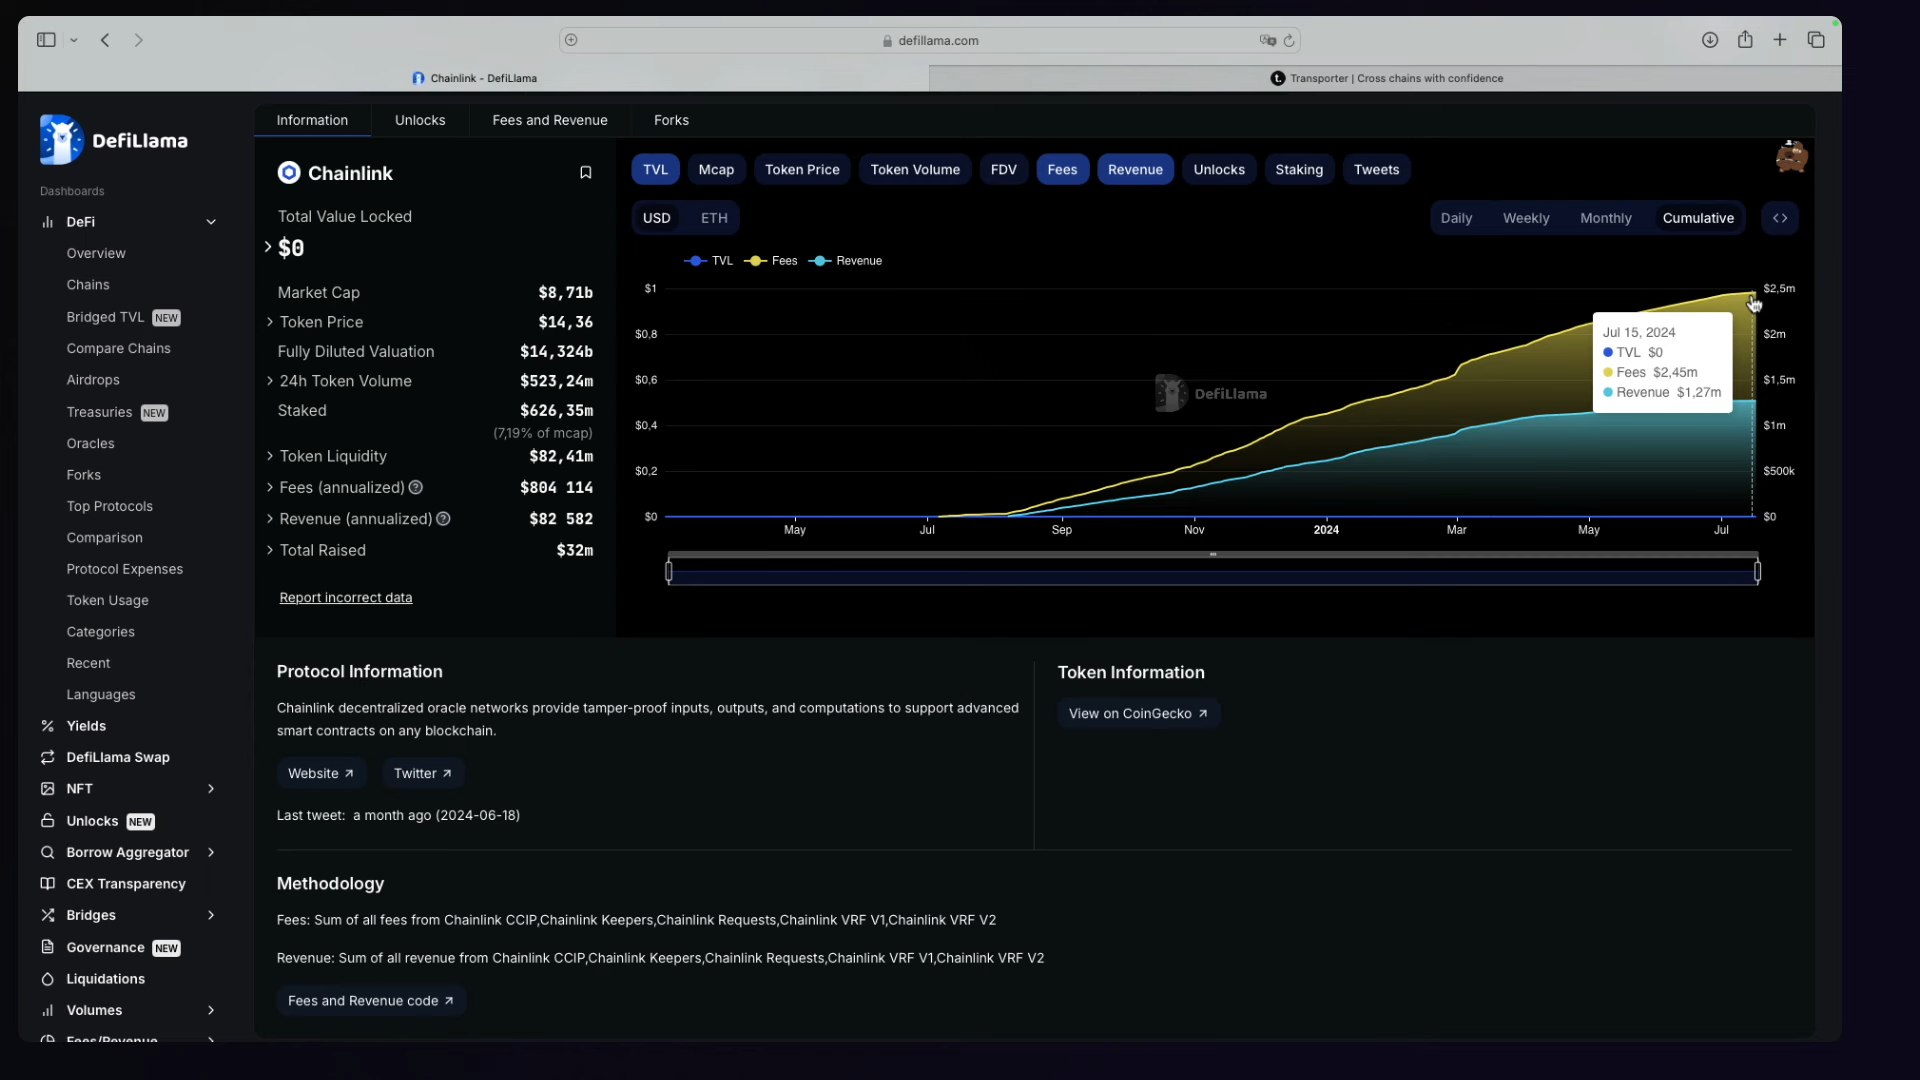 defillama.com
Chainlink - DefiLlama
Transporter | Cross chains with confidence
DefiLlama
Dashboards
DeFi
Overview
Chains
Bridged TVL NEW
Compare Chains
Airdrops
Treasuries NEW
Oracles
Forks
Top Protocols
Comparison
Protocol Expenses
Token Usage
Categories
Recent
Languages
Yields
DefiLlama Swap
NFT
Unlocks NEW
Borrow Aggregator
CEX Transparency
Bridges
Governance NEW
Liquidations
Volumes
Fees/Revenue
Information Unlocks Fees and Revenue Forks
Chainlink
Total Value Locked
$0
Market Cap $8,71b
Token Price $14,36
Fully Diluted Valuation $14,324b
24h Token Volume $523,24m
Staked $626,35m
(7,19% of mcap)
Token Liquidity $82,41m
Fees (annualized) $804 114
Revenue (annualized) $82 582
Total Raised $32m
Report incorrect data
TVL Mcap Token Price Token Volume FDV Fees Revenue Unlocks Staking Tweets
USD ETH
Daily Weekly Monthly Cumulative
TVL Fees Revenue
$1
$0,8
$0,6
$0,4
$0,2
$0
$2,5m
$2m
$1,5m
$1m
$500k
$0
DefiLlama
Jul 15, 2024
TVL $0
Fees $2,45m
Revenue $1,27m
May Jul Sep Nov 2024 Mar May Jul
Protocol Information
Chainlink decentralized oracle networks provide tamper-proof inputs, outputs, and computations to support advanced
smart contracts on any blockchain.
Website Twitter
Last tweet: a month ago (2024-06-18)
Token Information
View on CoinGecko
Methodology
Fees: Sum of all fees from Chainlink CCIP,Chainlink Keepers,Chainlink Requests,Chainlink VRF V1,Chainlink VRF V2
Revenue: Sum of all revenue from Chainlink CCIP,Chainlink Keepers,Chainlink Requests,Chainlink VRF V1,Chainlink VRF V2
Fees and Revenue code